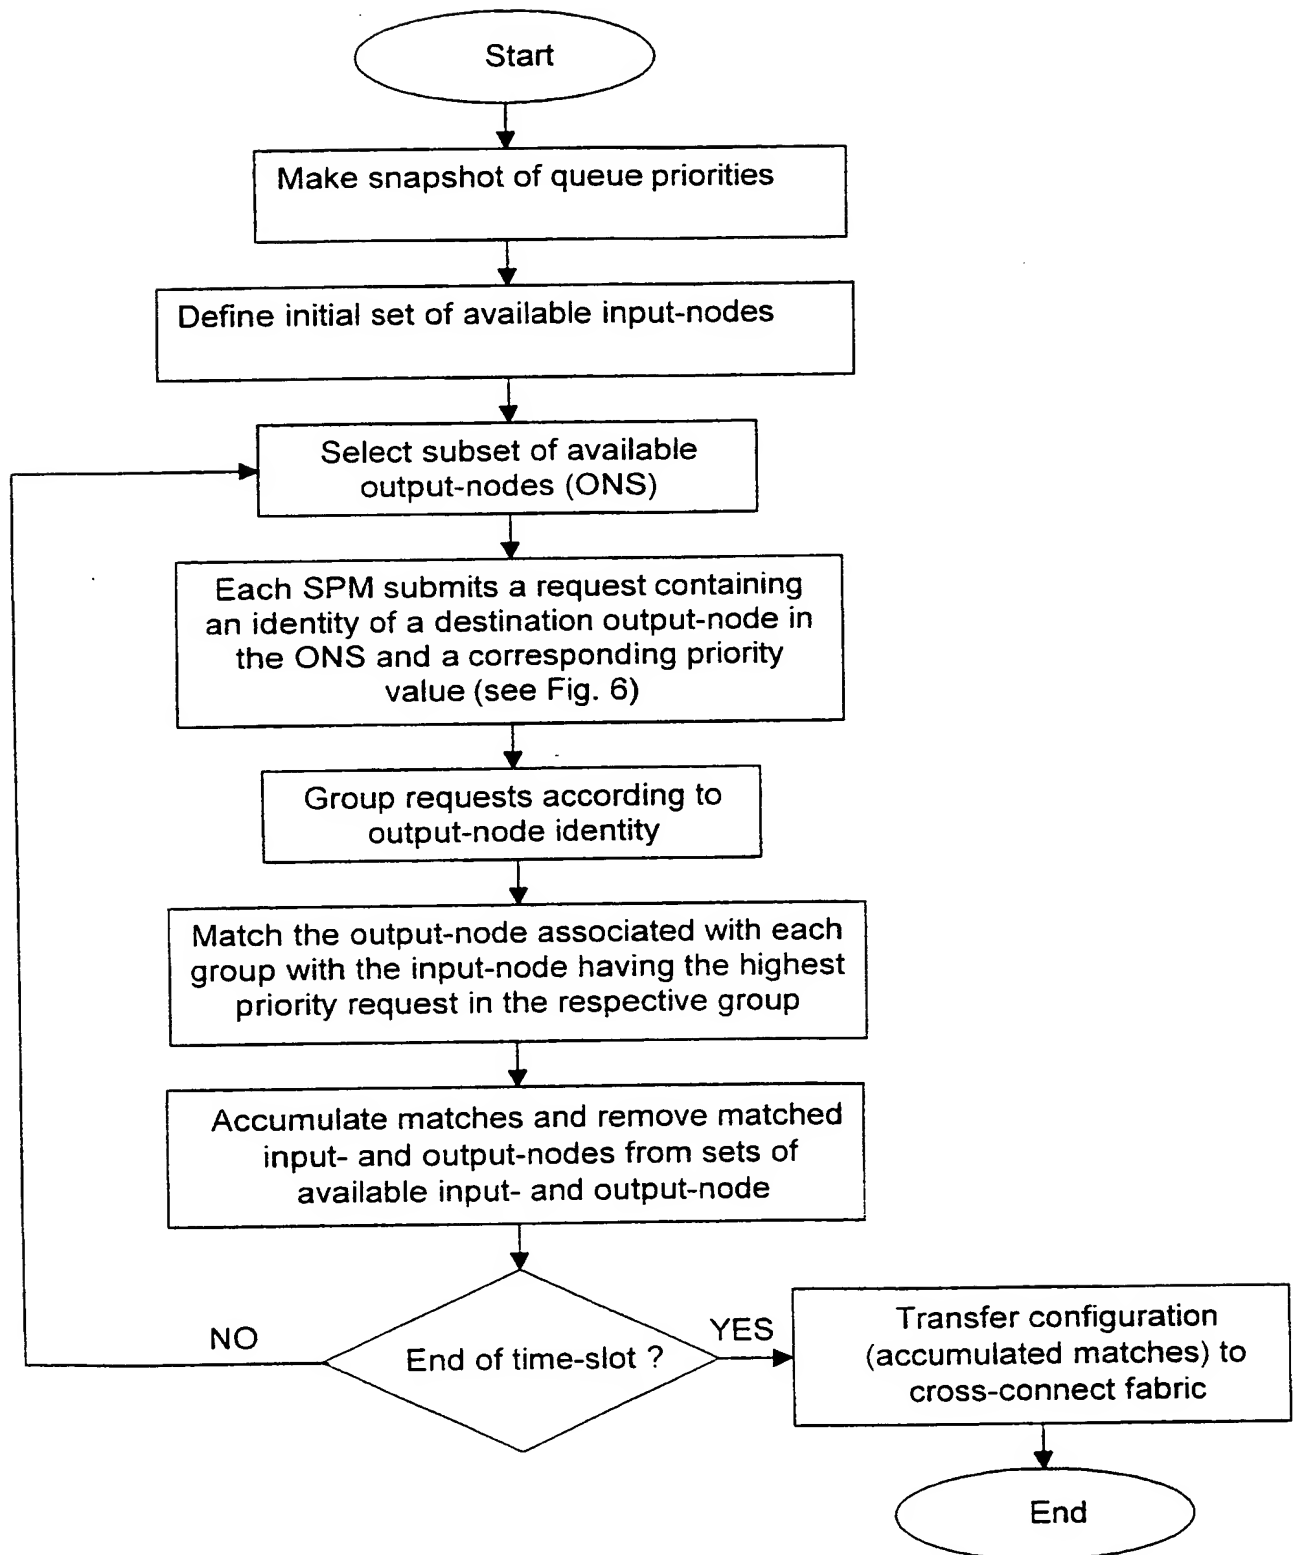 Start
Make snapshot of queue priorities
Define initial set of available input-nodes
Select subset of available
output-nodes (ONS)
Each SPM submits a request containing
an identity of a destination output-node in
the ONS and a corresponding priority
value (see Fig. 6)
Group requests according to
output-node identity
Match the output-node associated with each
group with the input-node having the highest
priority request in the respective group
Accumulate matches and remove matched
input- and output-nodes from sets of
available input- and output-node
NO
End of time-slot ?
YES
Transfer configuration
(accumulated matches) to
cross-connect fabric
End